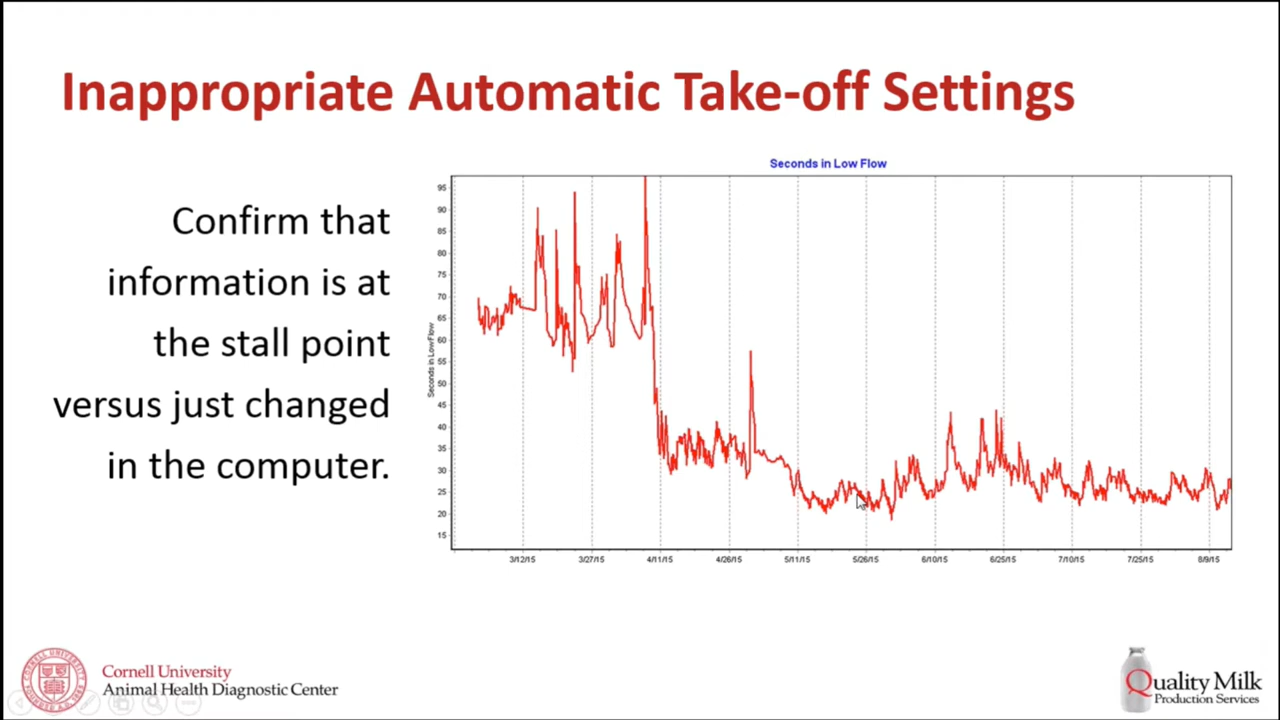 Inappropriate Automatic Take-off Settings
Confirm that
information is at
the stall point
versus just changed
in the computer.
Seconds in Low Flow
Seconds in LowFlow
95
90
85
80
75
70
65
60
55
50
45
40
35
30
25
20
15
3/12/15 3/27/15 4/11/15 4/26/15 5/11/15 5/26/15 6/10/15 6/25/15 7/10/15 7/25/15 8/9/15
Cornell University
Animal Health Diagnostic Center
Quality Milk
Production Services